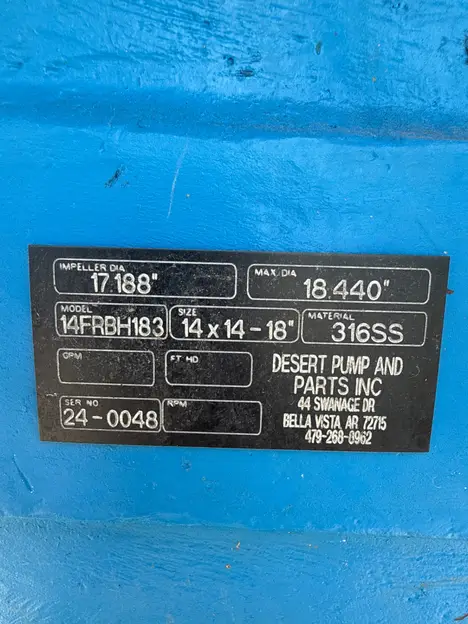 IMPELLER DIA
17.188"
MAX. DIA
18.440"
MODEL
14FRBH183
SIZE
14 x 14 - 18"
MATERIAL
316SS
GPM
FT HD
DESERT PUMP AND
PARTS INC
44 SWANAGE DR
BELLA VISTA, AR 72715
479-268-0962
SER NO
24-0048
RPM